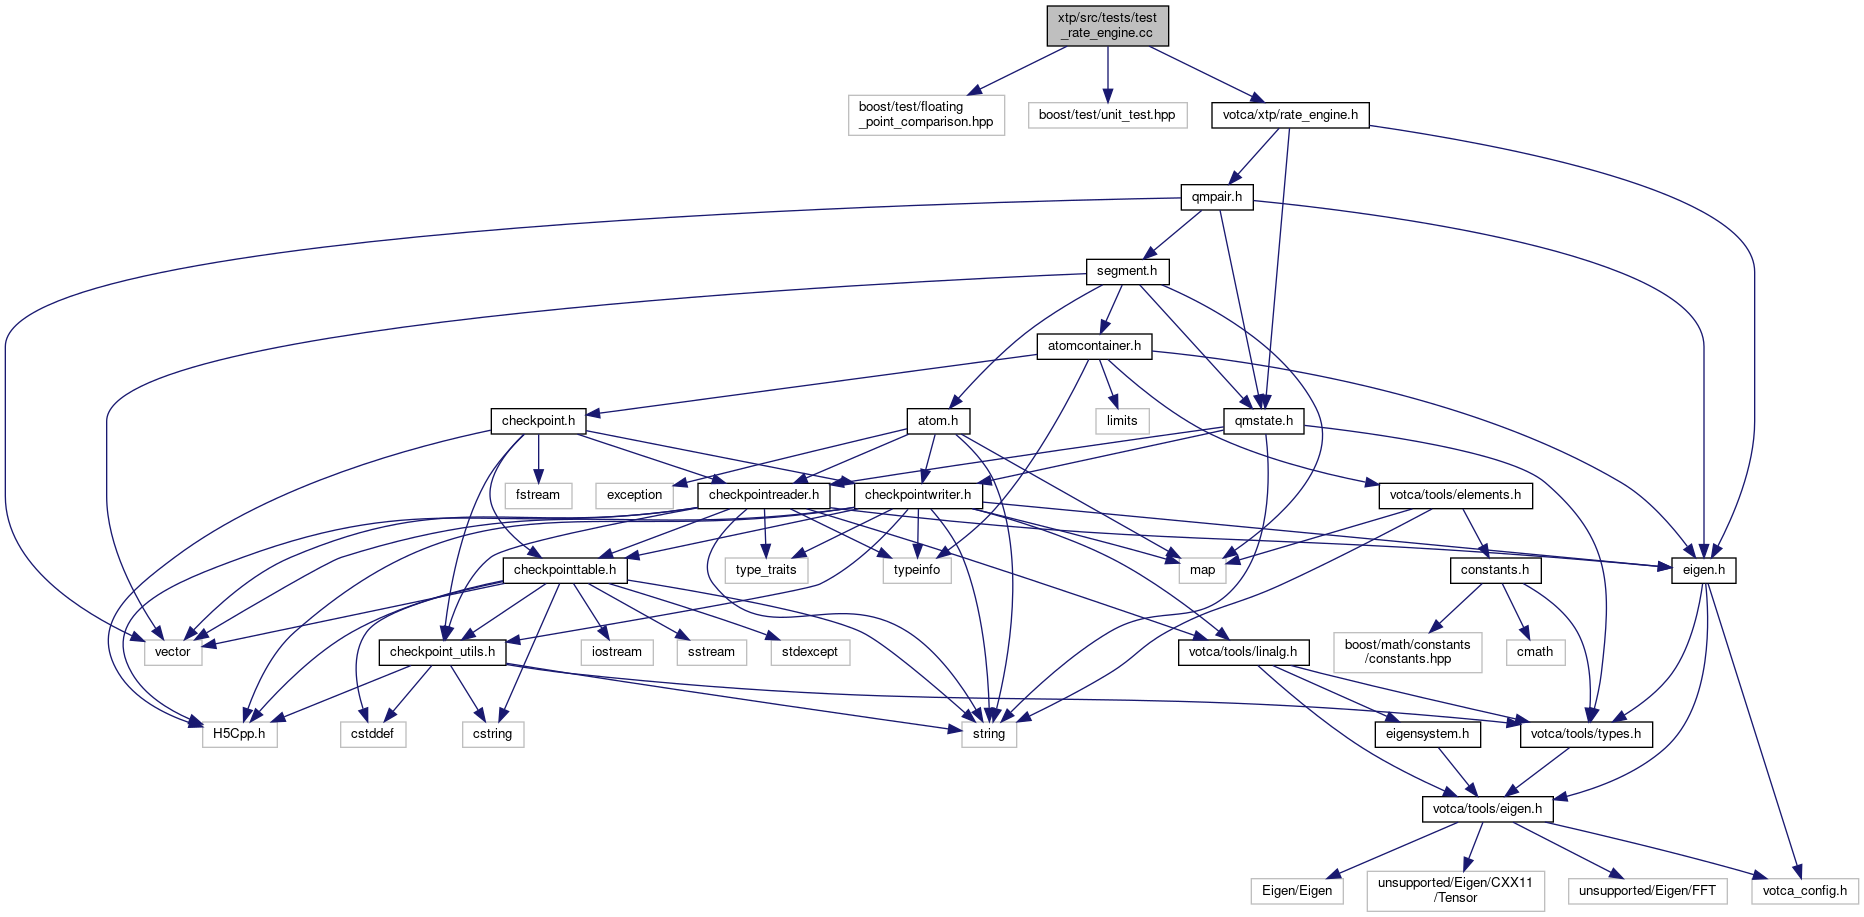 xtp/src/tests/test
_rate_engine.cc
boost/test/floating
_point_comparison.hpp
boost/test/unit_test.hpp
votca/xtp/rate_engine.h
qmpair.h
segment.h
atomcontainer.h
checkpoint.h
atom.h
limits
qmstate.h
fstream
exception
checkpointreader.h
checkpointwriter.h
votca/tools/elements.h
checkpointtable.h
type_traits
typeinfo
map
constants.h
eigen.h
vector
checkpoint_utils.h
iostream
sstream
stdexcept
votca/tools/linalg.h
boost/math/constants
/constants.hpp
cmath
H5Cpp.h
cstddef
cstring
string
eigensystem.h
votca/tools/types.h
votca/tools/eigen.h
Eigen/Eigen
unsupported/Eigen/CXX11
/Tensor
unsupported/Eigen/FFT
votca_config.h